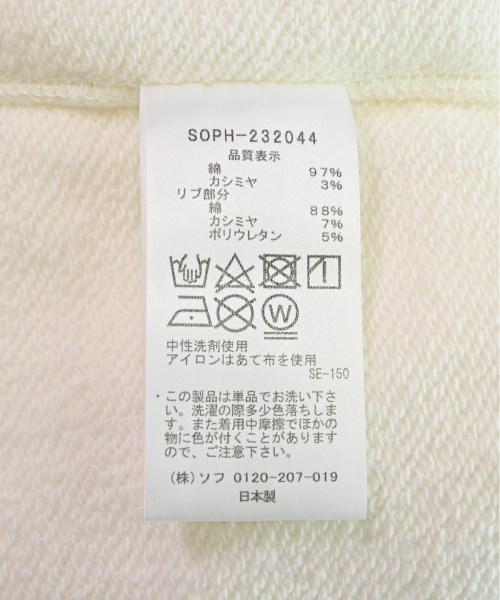 SOPH-232044
品質表示
綿 97%
カシミヤ 3%
リブ部分
綿 88%
カシミヤ 7%
ポリウレタン 5%
W
中性洗剤使用
アイロンはあて布を使用
SE-150
・この製品は単品でお洗い下さ
い。洗濯の際多少色落ちしま
す。また着用中摩擦でほかの
物に色が付くことがあります
ので、ご注意下さい。
(株)ソフ 0120-207-019
日本製